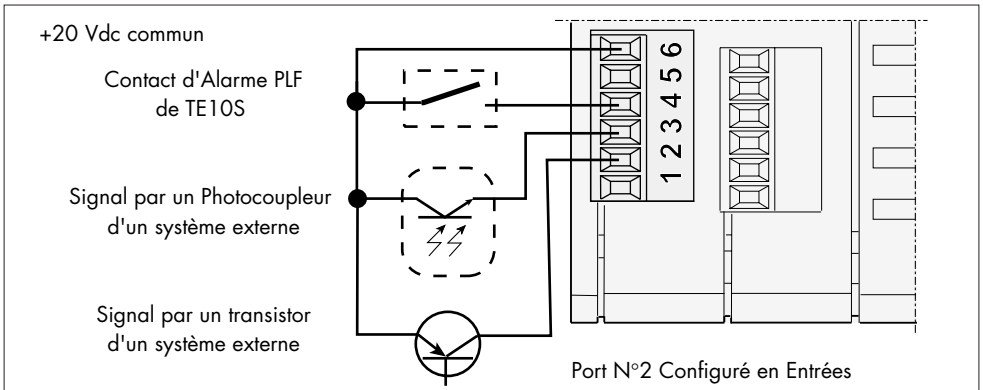 +20 Vdc commun
Contact d'Alarme PLF
de TE10S
Signal par un Photocoupleur
d'un système externe
Signal par un transistor
d'un système externe
1 2 3 4 5 6
Port N°2 Configuré en Entrées